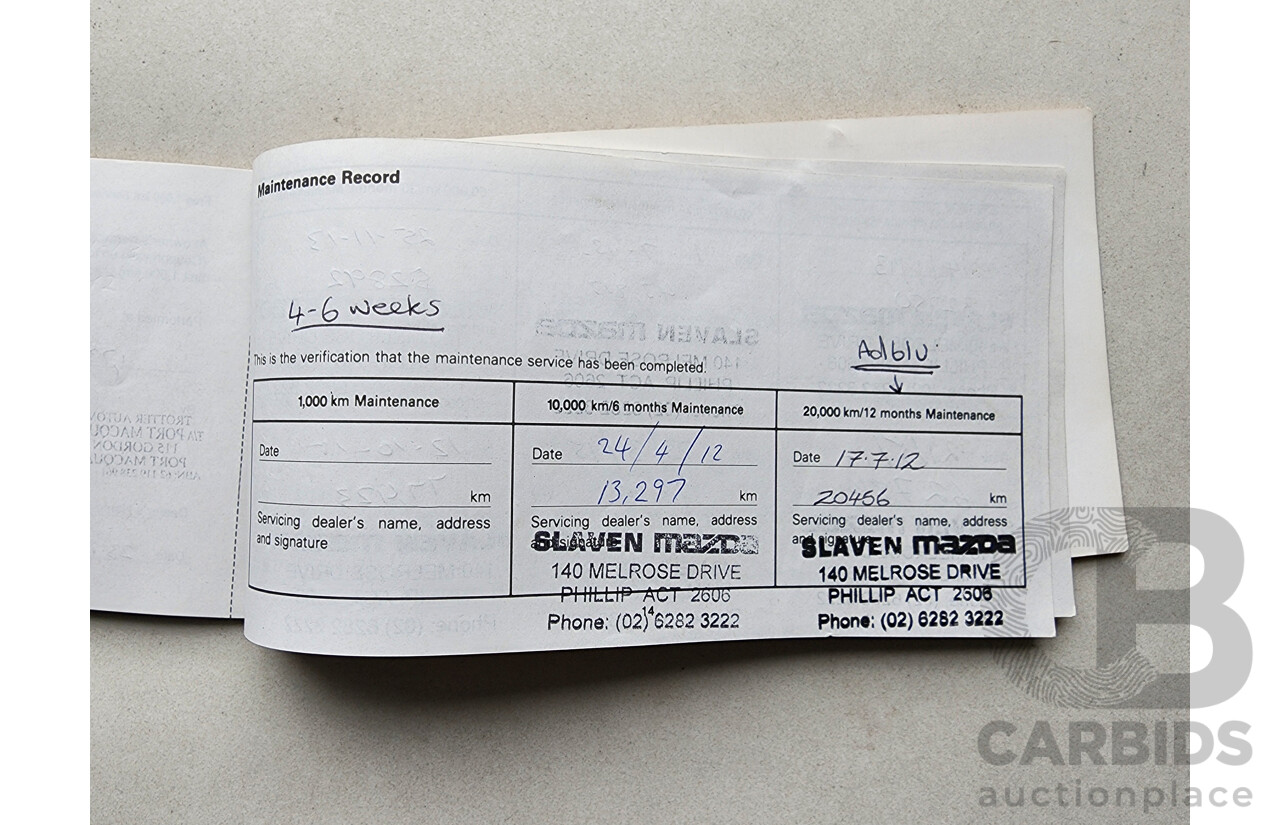 Maintenance Record
4-6 weeks
This is the verification that the maintenance service has been completed.
Adblu
1,000 km Maintenance
Date
km
Servicing dealer's name, address
and signature
10,000 km/6 months Maintenance
Date 24/4/12
13,297 km
Servicing dealer's name, address
and signature
SLAVEN mazda
140 MELROSE DRIVE
PHILLIP ACT 2606
Phone: (02) 6282 3222
20,000 km/12 months Maintenance
Date 17.7.12
20456 km
Servicing dealer's name, address
and signature
SLAVEN mazda
140 MELROSE DRIVE
PHILLIP ACT 2606
Phone: (02) 6282 3222
14
CARBIDS
auctionplace